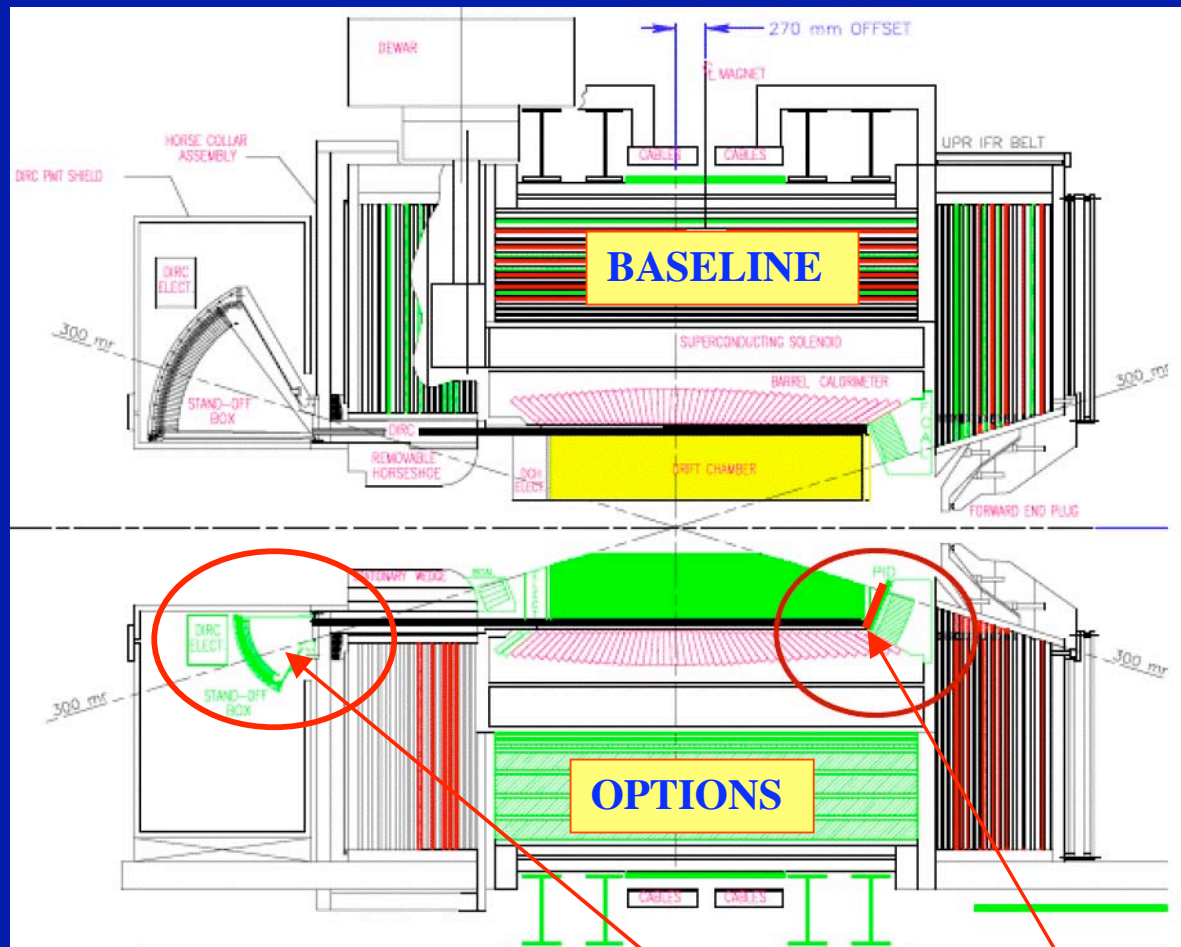 270 mm OFFSET
DEWAR
℄ MAGNET
HORSE COLLAR
ASSEMBLY
CABLES
CABLES
UPR IFR BELT
DIRC PMT SHIELD
BASELINE
DIRC
ELECT.
300 mr
SUPERCONDUCTING SOLENOID
BARREL CALORIMETER
300 mr
STAND-OFF
BOX
DIRC
REMOVABLE
HORSESHOE
DCH
ELECT.
DRIFT CHAMBER
FORWARD END PLUG
STATIONARY WEDGE
PID
DIRC
ELECT.
300 mr
STAND-OFF
BOX
300 mr
OPTIONS
CABLES
CABLES